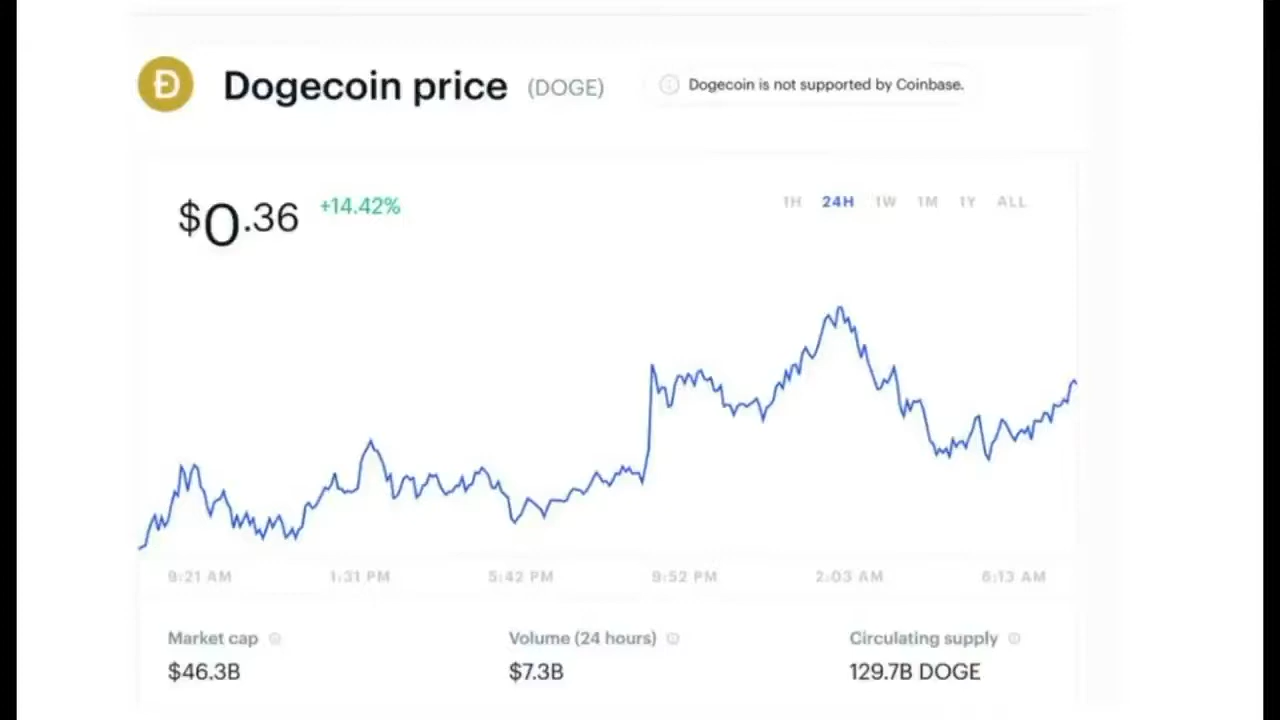 Dogecoin price (DOGE) Dogecoin is not supported by Coinbase.
$0.36 +14.42% 1H 24H 1W 1M 1Y ALL
9:21 AM 1:31 PM 5:42 PM 9:52 PM 2:03 AM 6:13 AM
Market cap Volume (24 hours) Circulating supply
$46.3B $7.3B 129.7B DOGE